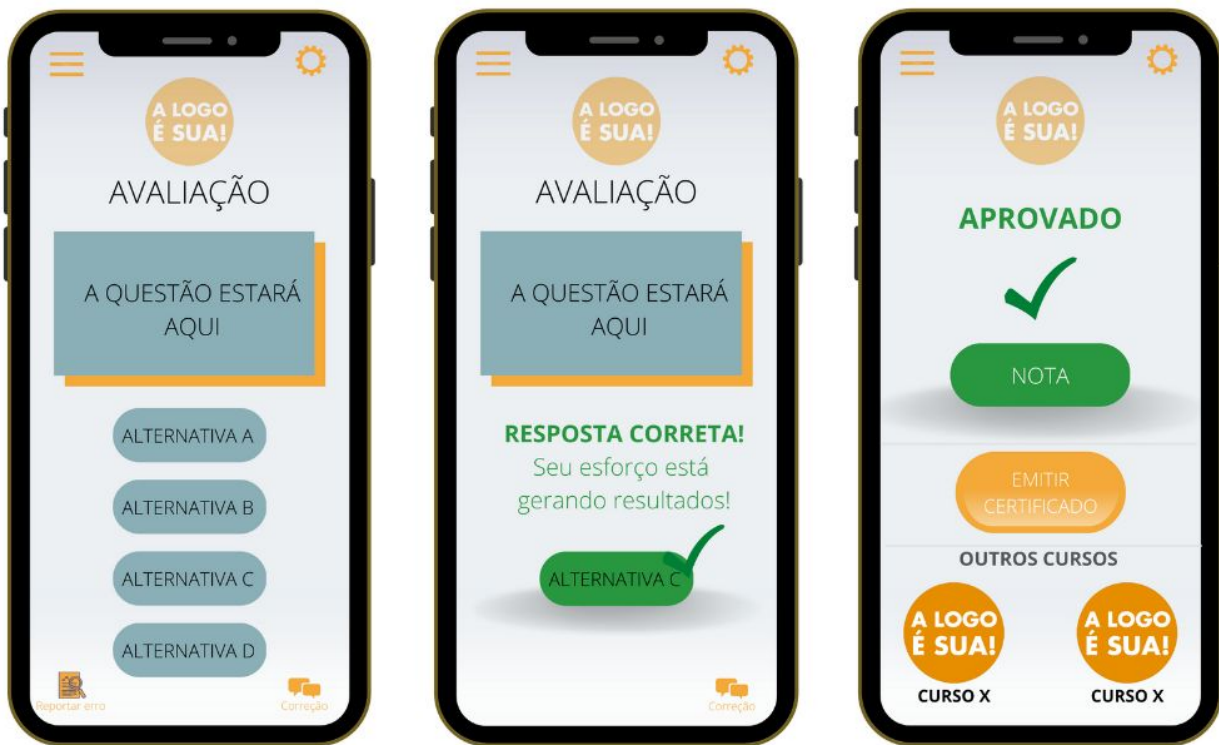 A LOGO
É SUA!
AVALIAÇÃO
A QUESTÃO ESTARÁ
AQUI
ALTERNATIVA A
ALTERNATIVA B
ALTERNATIVA C
ALTERNATIVA D
Reportar erro
Correção
A LOGO
É SUA!
AVALIAÇÃO
A QUESTÃO ESTARÁ
AQUI
RESPOSTA CORRETA!
Seu esforço está
gerando resultados!
ALTERNATIVA C
Correção
A LOGO
É SUA!
APROVADO
NOTA
EMITIR
CERTIFICADO
OUTROS CURSOS
A LOGO
É SUA!
CURSO X
A LOGO
É SUA!
CURSO X